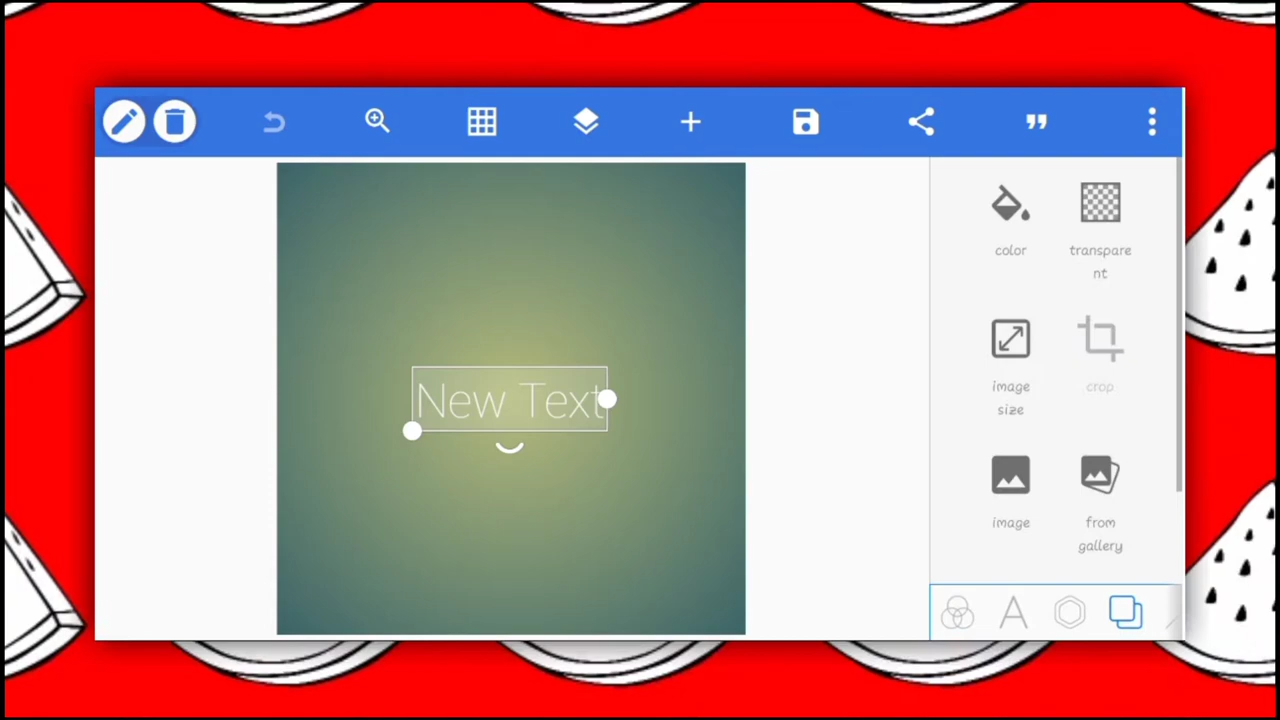 color
transpare
nt
New Text
image
size
crop
image
from
gallery